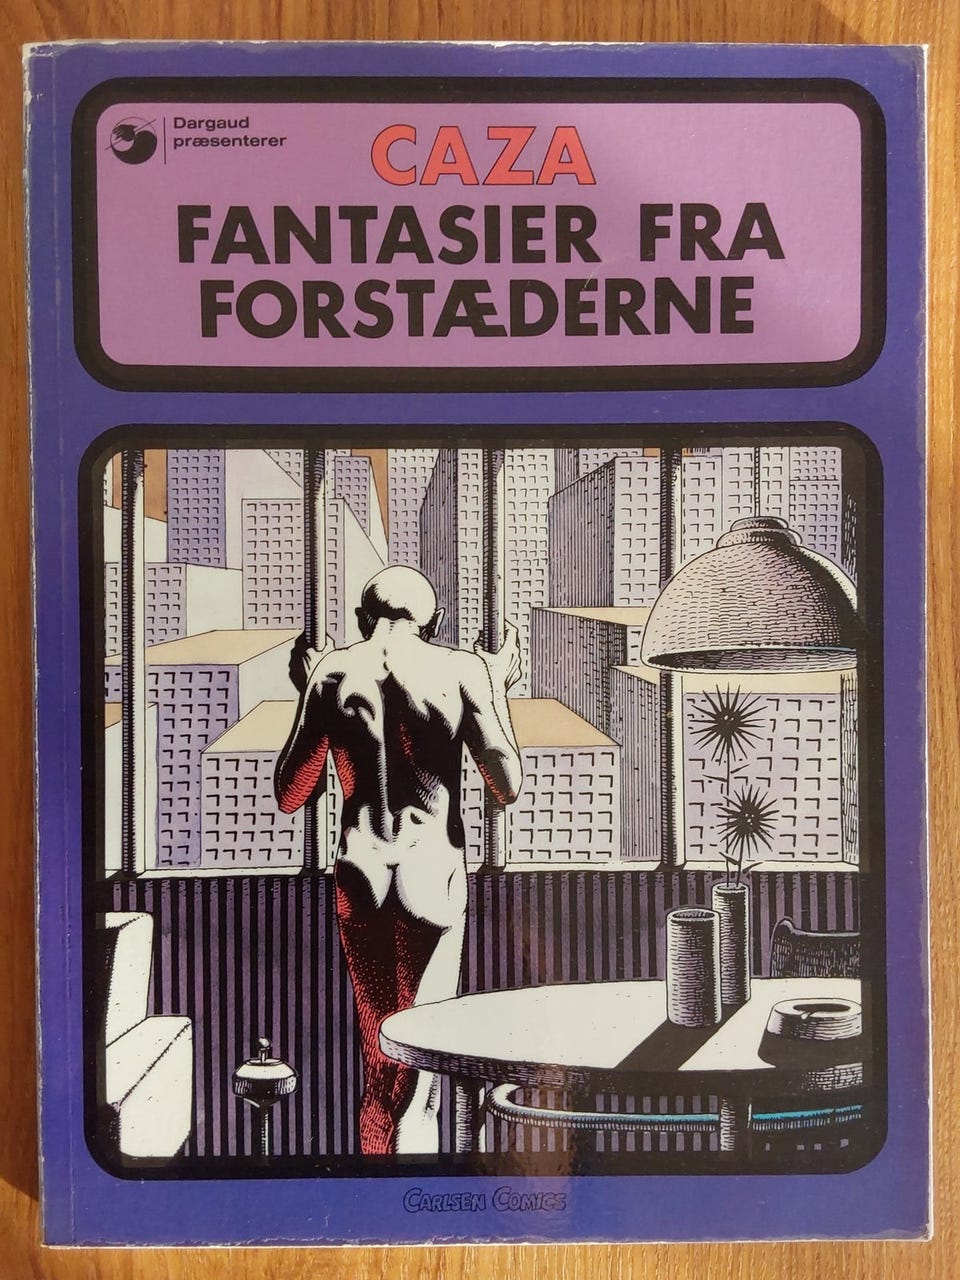 Dargaud
præsenterer
CAZA
FANTASIER FRA
FORSTÆDERNE
CARLSEN COMICS